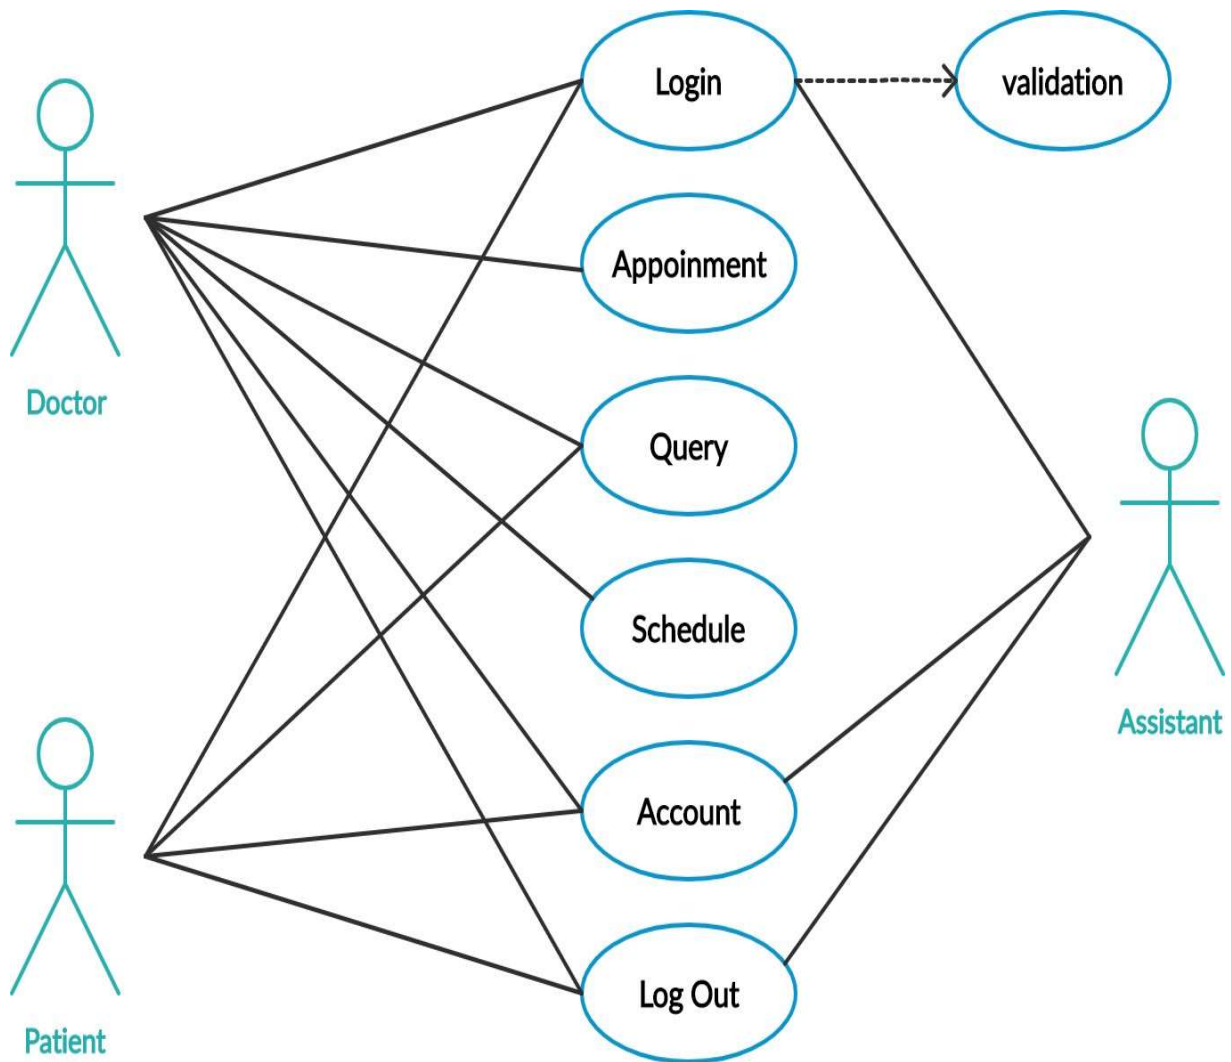 Login
validation
Appoinment
Doctor
Query
Schedule
Assistant
Account
Log Out
Patient